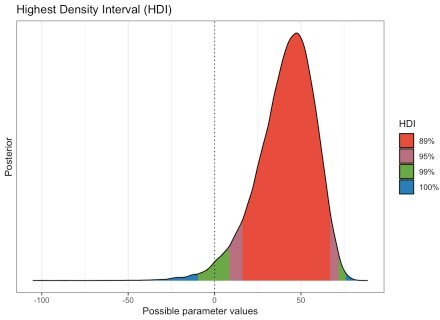 Highest Density Interval (HDI)
Posterior
HDI
89%
95%
99%
100%
-100
-50
0
50
Possible parameter values